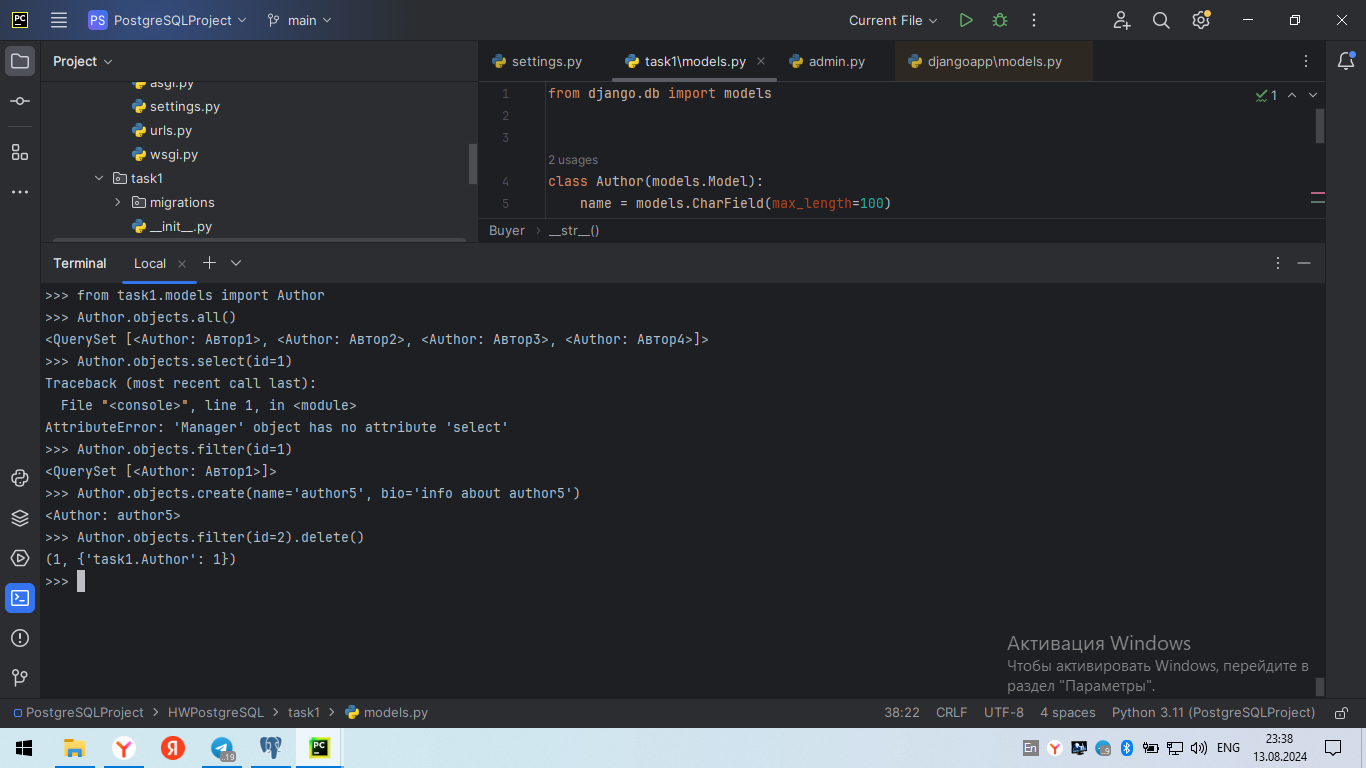 PC
PS PostgreSQLProject
main
Current File
Project
settings.py
task1\models.py
admin.py
djangoapp\models.py
asgi.py
settings.py
urls.py
wsgi.py
task1
migrations
__init__.py
1 from django.db import models
1
2
3
2 usages
4 class Author(models.Model):
5 name = models.CharField(max_length=100)
Buyer › __str__()
Terminal Local
>>> from task1.models import Author
>>> Author.objects.all()
<QuerySet [<Author: Автор1>, <Author: Автор2>, <Author: Автор3>, <Author: Автор4>]>
>>> Author.objects.select(id=1)
Traceback (most recent call last):
File "<console>", line 1, in <module>
AttributeError: 'Manager' object has no attribute 'select'
>>> Author.objects.filter(id=1)
<QuerySet [<Author: Автор1>]>
>>> Author.objects.create(name='author5', bio='info about author5')
<Author: author5>
>>> Author.objects.filter(id=2).delete()
(1, {'task1.Author': 1})
>>>
Активация Windows
Чтобы активировать Windows, перейдите в
раздел "Параметры".
PostgreSQLProject > HWPostgreSQL > task1 > models.py
38:22 CRLF UTF-8 4 spaces Python 3.11 (PostgreSQLProject)
Y
Я
19
PC
En
Y
9
ENG
23:38
13.08.2024